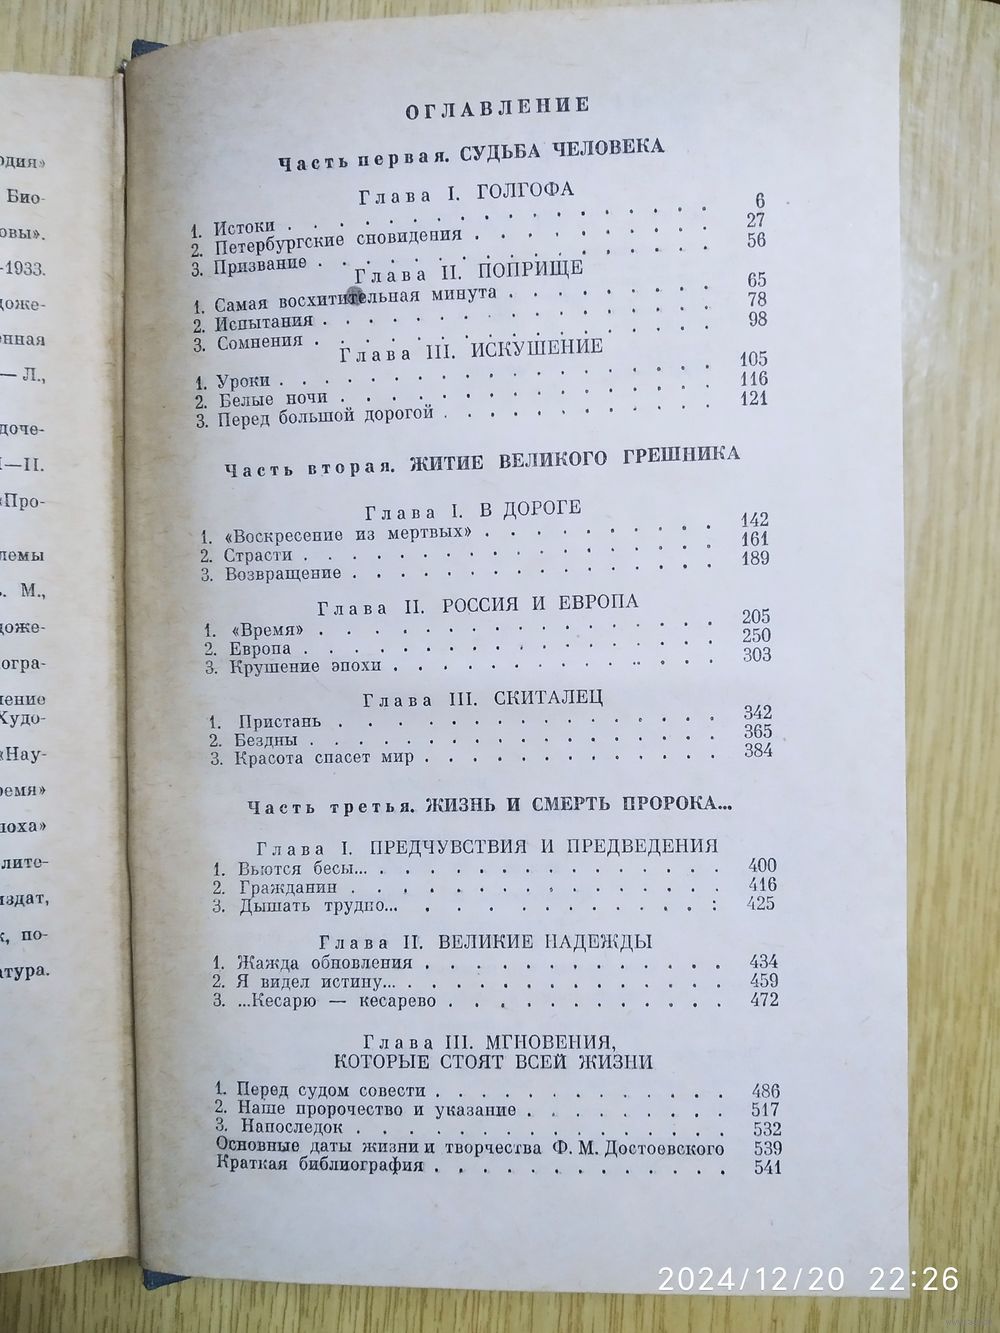 одия»
Био-
овы».
-1933.
доже-
нная
— Л.,
доче-
I—II.
«Про-
лемы
М.,
доже-
огра-
ление
Худо-
«Нау-
ремя»
поха»
лите-
издат,
к, по-
атура.
ОГЛАВЛЕНИЕ
Часть первая. СУДЬБА ЧЕЛОВЕКА
Глава I. ГОЛГОФА
1. Истоки . . . . . . . . . . . . . . . . 6
2. Петербургские сновидения . . . . . . . . . 27
3. Призвание . . . . . . . . . . . . . . . 56
Глава II. ПОПРИЩЕ
1. Самая восхитительная минута . . . . . . . . 65
2. Испытания . . . . . . . . . . . . . . . 78
3. Сомнения . . . . . . . . . . . . . . . 98
Глава III. ИСКУШЕНИЕ
1. Уроки . . . . . . . . . . . . . . . . 105
2. Белые ночи . . . . . . . . . . . . . . 116
3. Перед большой дорогой . . . . . . . . . . 121
Часть вторая. ЖИТИЕ ВЕЛИКОГО ГРЕШНИКА
Глава I. В ДОРОГЕ
1. «Воскресение из мертвых» . . . . . . . . . 142
2. Страсти . . . . . . . . . . . . . . . 161
3. Возвращение . . . . . . . . . . . . . 189
Глава II. РОССИЯ И ЕВРОПА
1. «Время» . . . . . . . . . . . . . . . 205
2. Европа . . . . . . . . . . . . . . . 250
3. Крушение эпохи . . . . . . . . . . . . 303
Глава III. СКИТАЛЕЦ
1. Пристань . . . . . . . . . . . . . . 342
2. Бездны . . . . . . . . . . . . . . . 365
3. Красота спасет мир . . . . . . . . . . . 384
Часть третья. ЖИЗНЬ И СМЕРТЬ ПРОРОКА...
Глава I. ПРЕДЧУВСТВИЯ И ПРЕДВЕДЕНИЯ
1. Вьются бесы... . . . . . . . . . . . . . 400
2. Гражданин . . . . . . . . . . . . . . 416
3. Дышать трудно... . . . . . . . . . . . . 425
Глава II. ВЕЛИКИЕ НАДЕЖДЫ
1. Жажда обновления . . . . . . . . . . . 434
2. Я видел истину... . . . . . . . . . . . . 459
3. ...Кесарю — кесарево . . . . . . . . . . 472
Глава III. МГНОВЕНИЯ,
КОТОРЫЕ СТОЯТ ВСЕЙ ЖИЗНИ
1. Перед судом совести . . . . . . . . . . . 486
2. Наше пророчество и указание . . . . . . . . 517
3. Напоследок . . . . . . . . . . . . . . 532
Основные даты жизни и творчества Ф. М. Достоевского 539
Краткая библиография . . . . . . . . . . . 541
2024/12/20 22:26